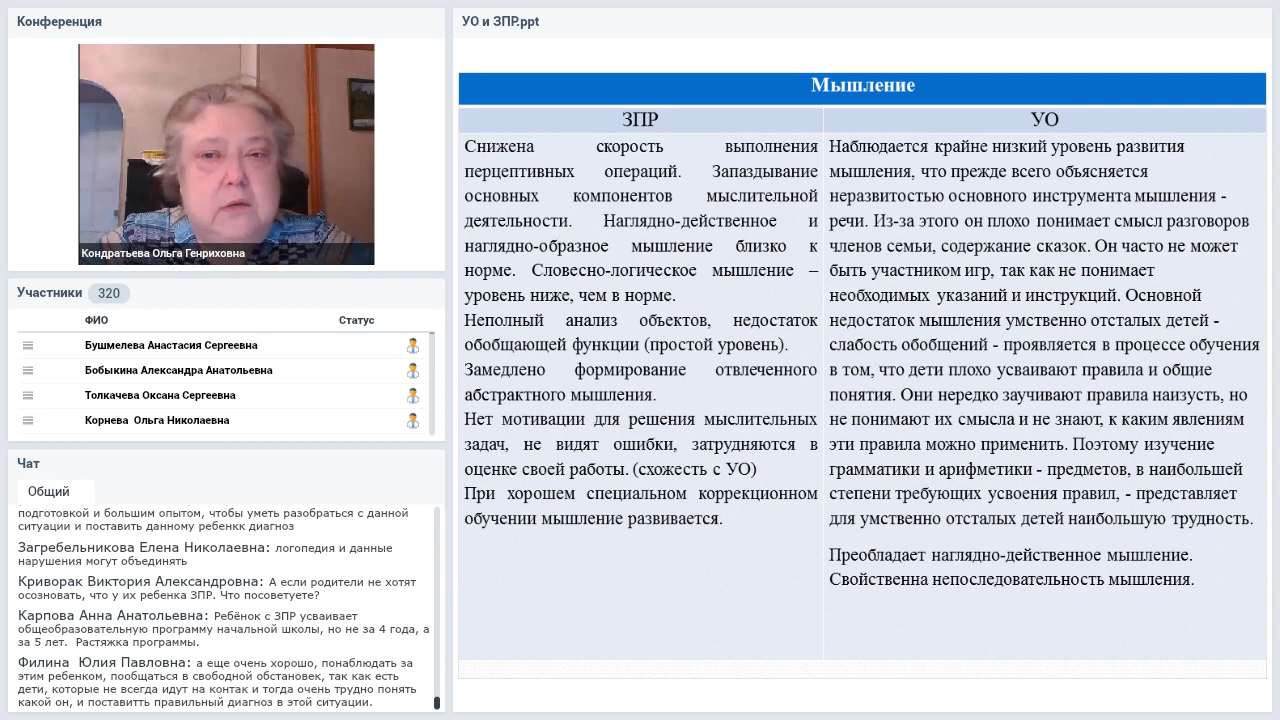 Конференция
Кондратьева Ольга Генриховна
Участники 320
ФИО Статус
Бушмелева Анастасия Сергеевна
Бобыкина Александра Анатольевна
Толкачева Оксана Сергеевна
Корнева Ольга Николаевна
Чат
Общий
подготовкой и большим опытом, чтобы уметь разобраться с данной
ситуации и поставить данному ребенкк диагноз
Загребельникова Елена Николаевна: логопедия и данные
нарушения могут объединять
Криворак Виктория Александровна: А если родители не хотят
осозновать, что у их ребенка ЗПР. Что посоветуете?
Карпова Анна Анатольевна: Ребёнок с ЗПР усваивает
общеобразовательную программу начальной школы, но не за 4 года, а
за 5 лет. Растяжка программы.
Филина Юлия Павловна: а еще очень хорошо, понаблюдать за
этим ребенком, пообщаться в свободной обстановек, так как есть
дети, которые не всегда идут на контак и тогда очень трудно понять
какой он, и поставитть правильный диагноз в этой ситуации.
УО и ЗПР.ppt
Мышление
ЗПР
Снижена скорость выполнения
перцептивных операций. Запаздывание
основных компонентов мыслительной
деятельности. Наглядно-действенное и
наглядно-образное мышление близко к
норме. Словесно-логическое мышление –
уровень ниже, чем в норме.
Неполный анализ объектов, недостаток
обобщающей функции (простой уровень).
Замедлено формирование отвлеченного
абстрактного мышления.
Нет мотивации для решения мыслительных
задач, не видят ошибки, затрудняются в
оценке своей работы. (схожесть с УО)
При хорошем специальном коррекционном
обучении мышление развивается.
УО
Наблюдается крайне низкий уровень развития
мышления, что прежде всего объясняется
неразвитостью основного инструмента мышления -
речи. Из-за этого он плохо понимает смысл разговоров
членов семьи, содержание сказок. Он часто не может
быть участником игр, так как не понимает
необходимых указаний и инструкций. Основной
недостаток мышления умственно отсталых детей -
слабость обобщений - проявляется в процессе обучения
в том, что дети плохо усваивают правила и общие
понятия. Они нередко заучивают правила наизусть, но
не понимают их смысла и не знают, к каким явлениям
эти правила можно применить. Поэтому изучение
грамматики и арифметики - предметов, в наибольшей
степени требующих усвоения правил, - представляет
для умственно отсталых детей наибольшую трудность.
Преобладает наглядно-действенное мышление.
Свойственна непоследовательность мышления.